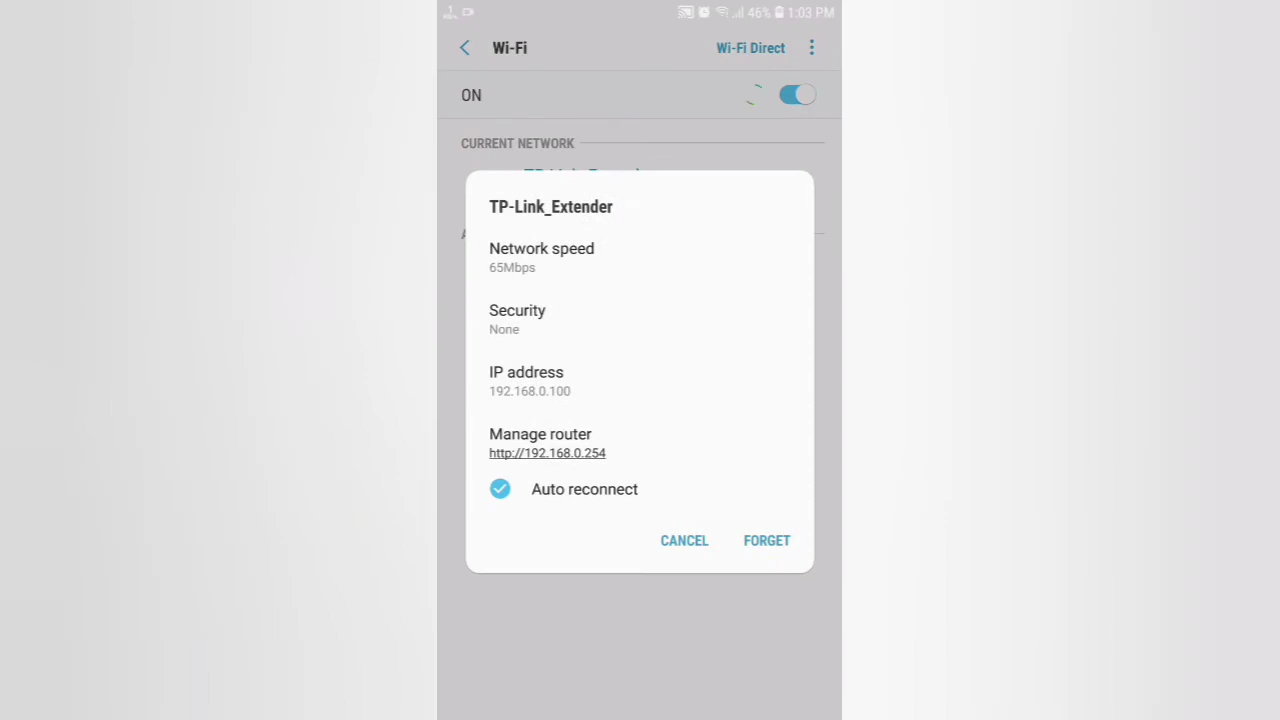 46% 1:03 PM
Wi-Fi
Wi-Fi Direct
ON
CURRENT NETWORK
TP-Link_Extender
Network speed
65Mbps
Security
None
IP address
192.168.0.100
Manage router
http://192.168.0.254
Auto reconnect
CANCEL
FORGET